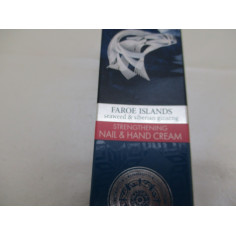 FAROE ISLANDS
seaweed & siberian ginseng
STRENGTHENING
NAIL & HAND CREAM